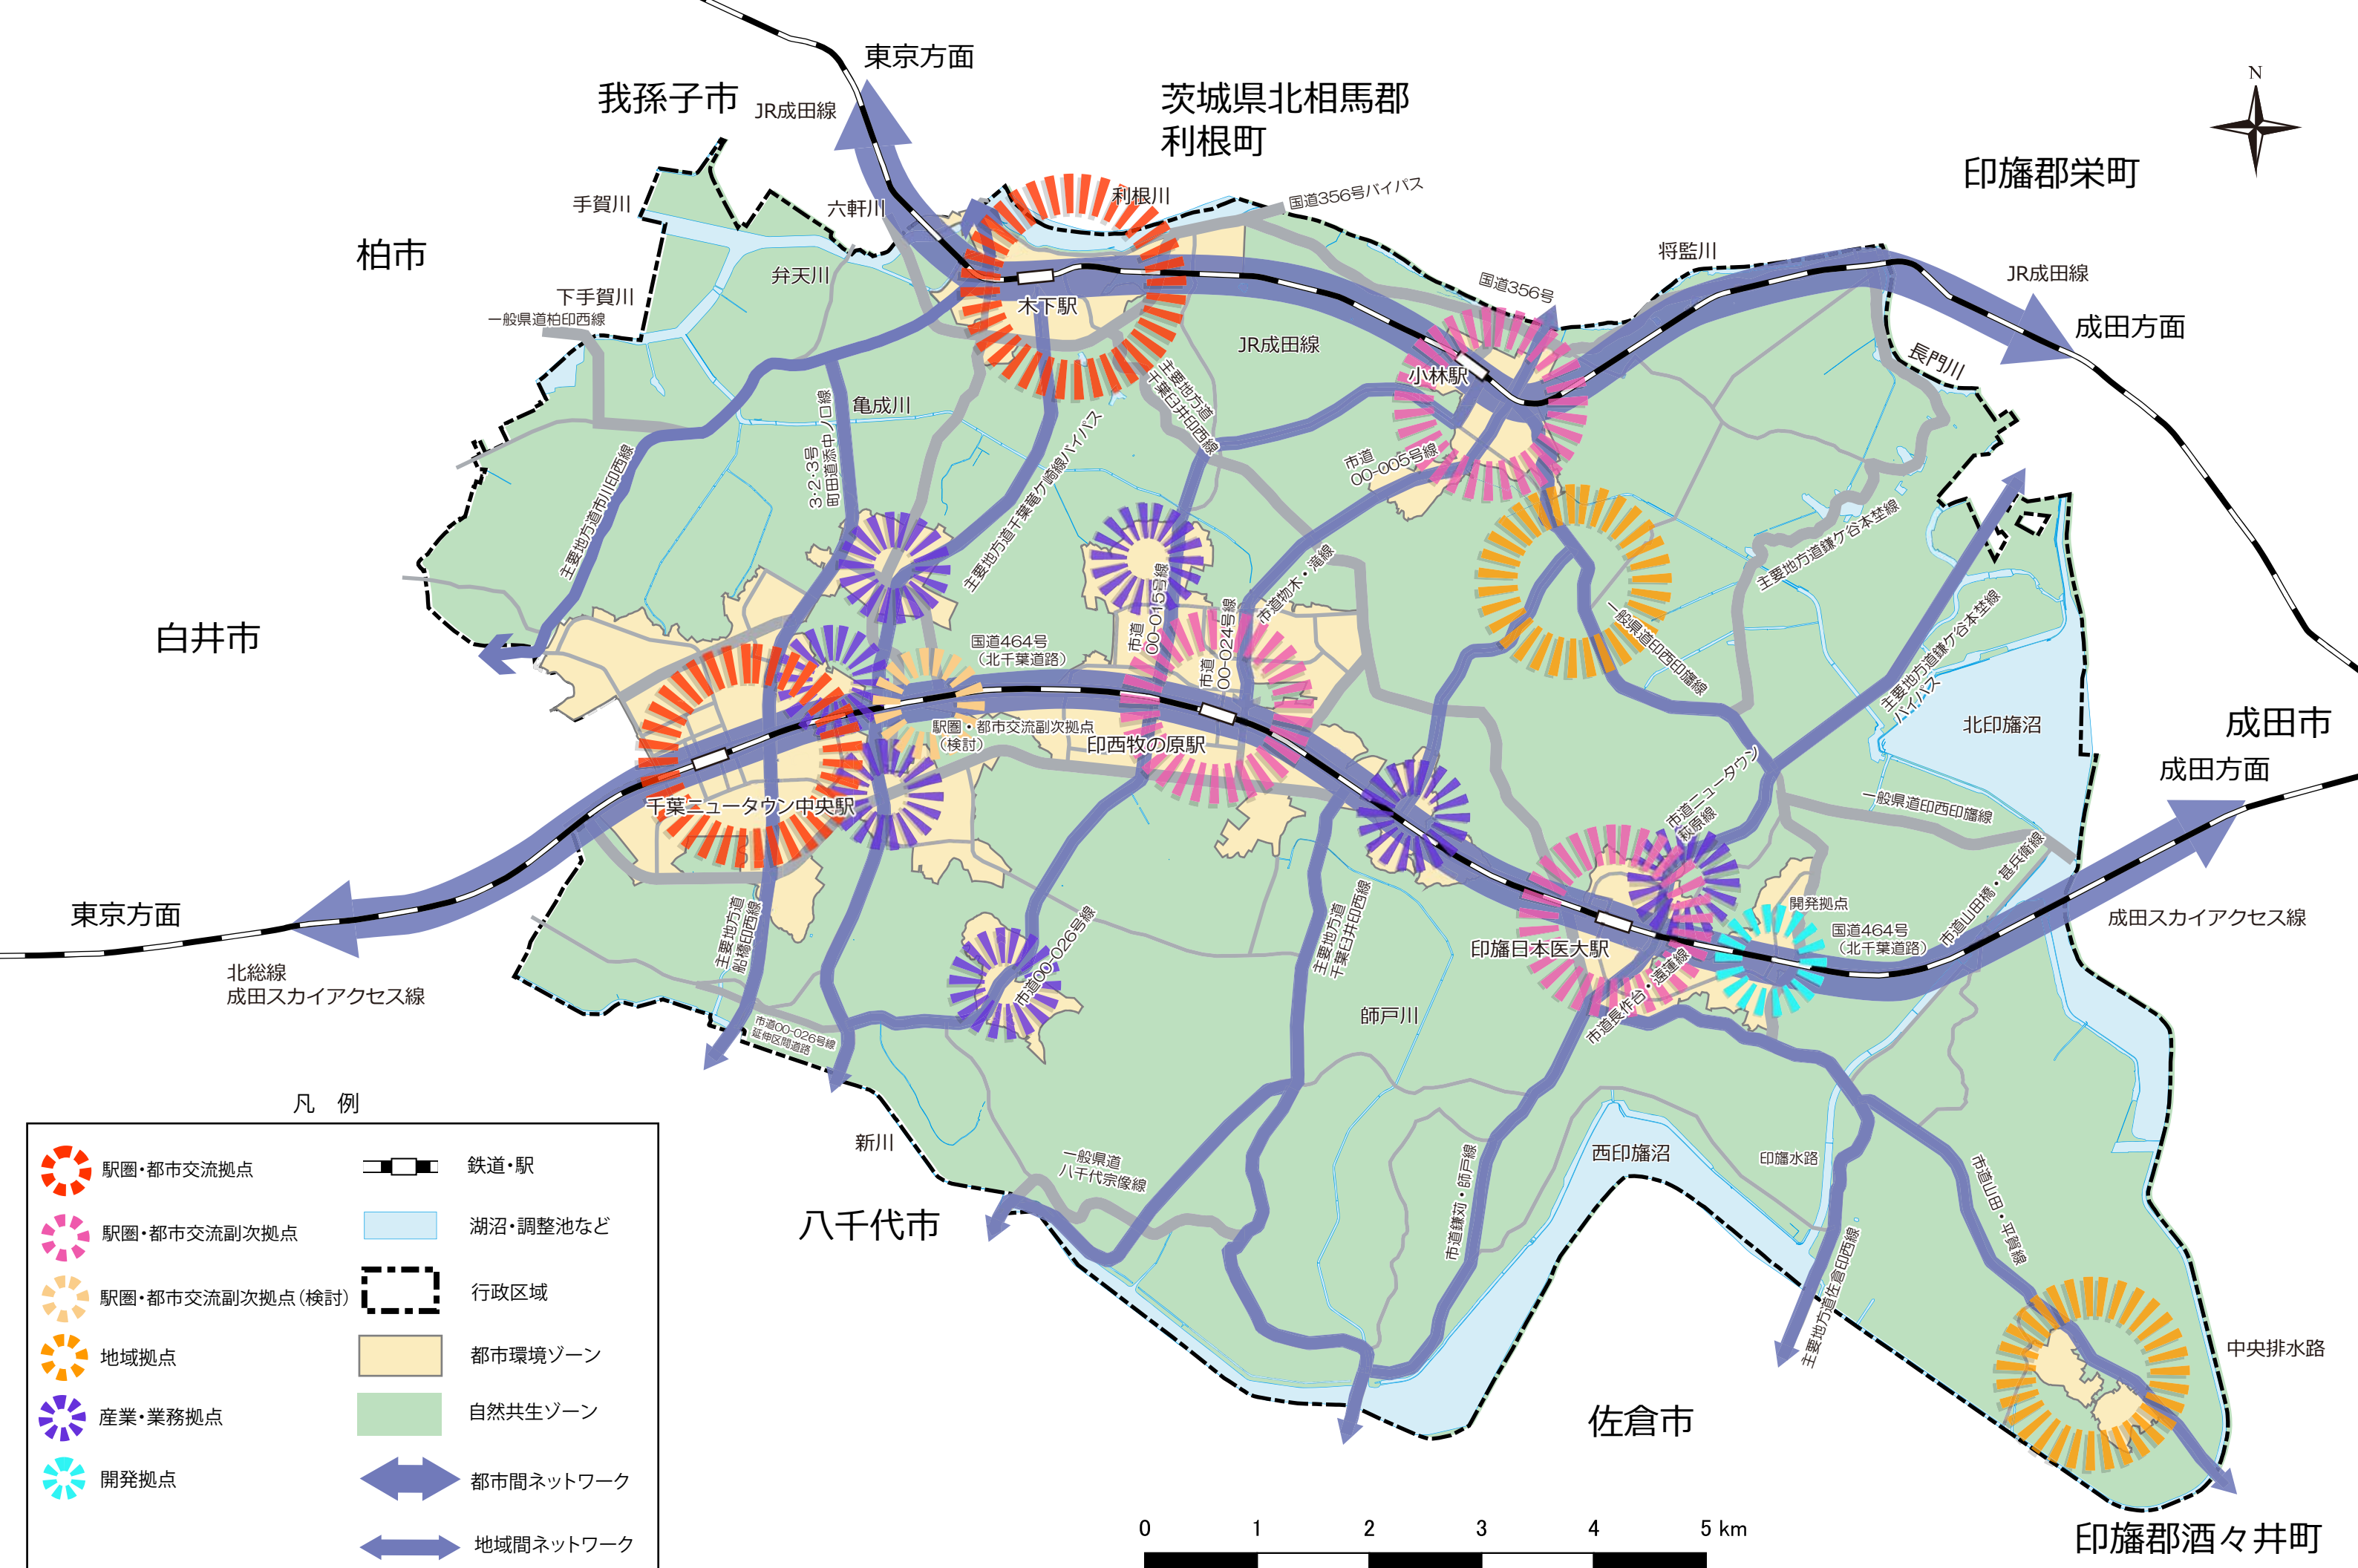 東京方面
我孫子市
JR成田線
茨城県北相馬郡
利根町
N
印旛郡栄町
手賀川
六軒川
利根川
国道356号バイパス
柏市
将監川
弁天川
国道356号
JR成田線
下手賀川
一般県道柏印西線
木下駅
成田方面
JR成田線
長門川
小林駅
主要地方道
千葉臼井印西線
亀成川
3・2・3号
町田道添中ノ口線
主要地方道市川印西線
主要地方道千葉竜ケ崎線バイパス
市道
00-005号線
主要地方道鎌ケ谷本埜線
市道
00-015号線
市道
00-024号線
市道物木・滝線
一般県道印西印旛線
主要地方道鎌ケ谷本埜線
バイパス
白井市
国道464号
（北千葉道路）
北印旛沼
成田市
成田方面
駅圏・都市交流副次拠点
（検討）
印西牧の原駅
千葉ニュータウン中央駅
市道ニュータウン
萩原線
一般県道印西印旛線
市道山田橋・甚兵衛線
東京方面
主要地方道
船橋印西線
市道00-026号線
主要地方道
千葉臼井印西線
印旛日本医大駅
開発拠点
国道464号
（北千葉道路）
成田スカイアクセス線
北総線
成田スカイアクセス線
市道長作台・遠蓮線
師戸川
市道00-026号線
延伸区間道路
新川
一般県道
八千代宗像線
八千代市
市道鎌苅・師戸線
西印旛沼
印旛水路
市道山田・平賀線
主要地方道佐倉印西線
中央排水路
佐倉市
印旛郡酒々井町
凡 例
駅圏・都市交流拠点
駅圏・都市交流副次拠点
駅圏・都市交流副次拠点（検討）
地域拠点
産業・業務拠点
開発拠点
鉄道・駅
湖沼・調整池など
行政区域
都市環境ゾーン
自然共生ゾーン
都市間ネットワーク
地域間ネットワーク
0 1 2 3 4 5 km